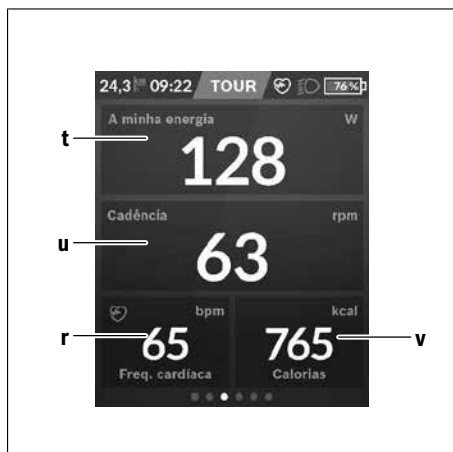 24,3 km/h 09:22 TOUR 76 %
A minha energia W
t
128
Cadência rpm
u
63
bpm kcal
r 65 765 v
Freq. cardíaca Calorias